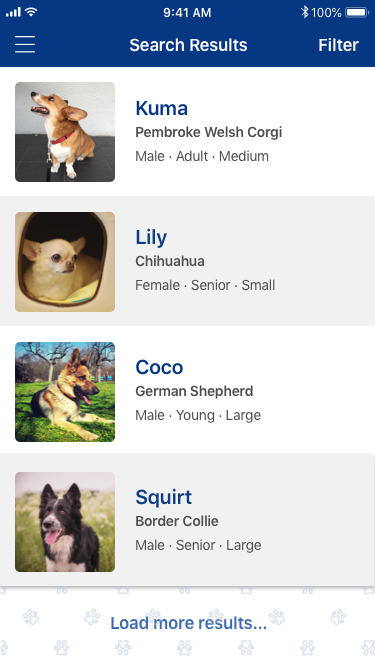 9:41 AM
100%
Search Results
Filter
Kuma
Pembroke Welsh Corgi
Male · Adult · Medium
Lily
Chihuahua
Female · Senior · Small
Coco
German Shepherd
Male · Young · Large
Squirt
Border Collie
Male · Senior · Large
Load more results...